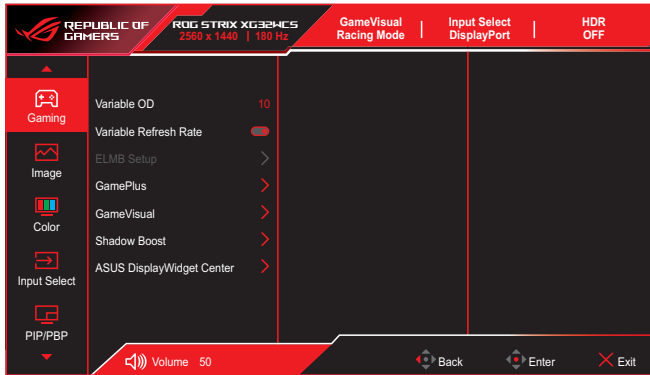 REPUBLIC OF
GAMERS
ROG STRIX XG32WCS
2560 x 1440 | 180 Hz
GameVisual
Racing Mode
Input Select
DisplayPort
HDR
OFF
Gaming
Image
Color
Input Select
PIP/PBP
Variable OD 10
Variable Refresh Rate
ELMB Setup
GamePlus
GameVisual
Shadow Boost
ASUS DisplayWidget Center
Volume 50
Back
Enter
Exit